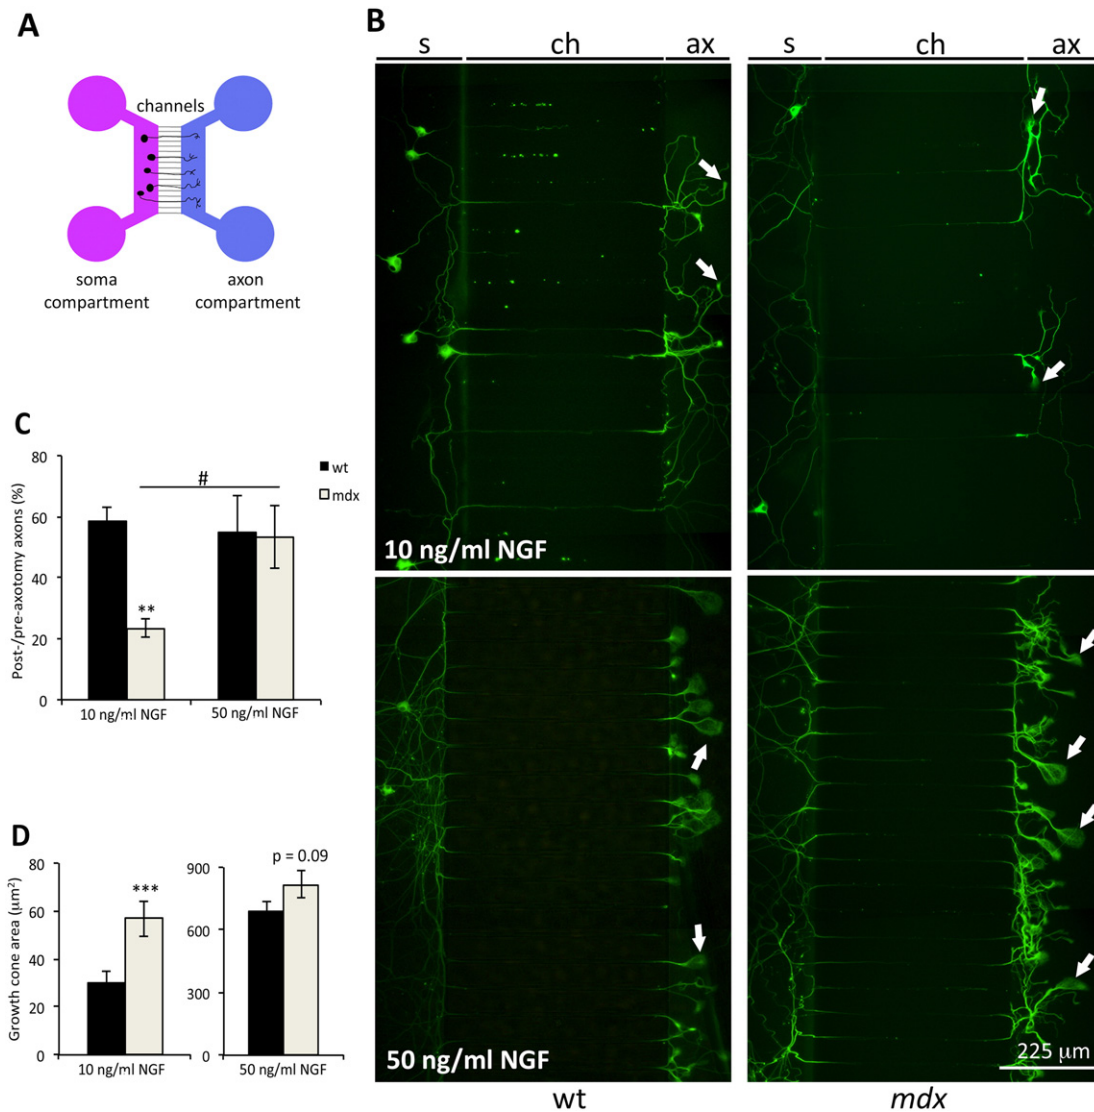 A
channels
soma
compartment
axon
compartment
B
s ch ax s ch ax
10 ng/ml NGF
50 ng/ml NGF
225 µm
wt mdx
C
Post-/pre-axotomy axons (%)
80
60
40
20
0
#
**
wt
mdx
10 ng/ml NGF 50 ng/ml NGF
D
Growth cone area (µm²)
80
60
40
20
0
***
10 ng/ml NGF
900
600
300
0
p = 0.09
50 ng/ml NGF